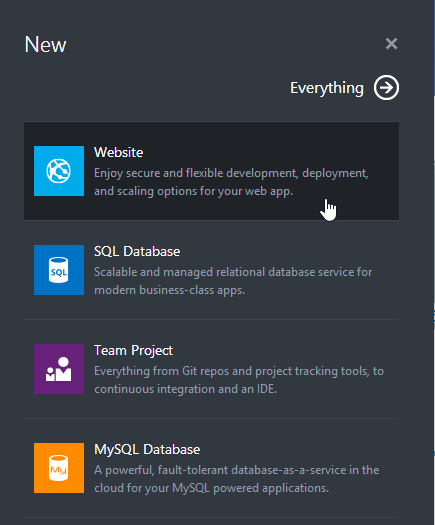 New
Everything
Website
Enjoy secure and flexible development, deployment,
and scaling options for your web app.
SQL
SQL Database
Scalable and managed relational database service for
modern business-class apps.
Team Project
Everything from Git repos and project tracking tools, to
continuous integration and an IDE.
My
MySQL Database
A powerful, fault-tolerant database-as-a-service in the
cloud for your MySQL powered applications.